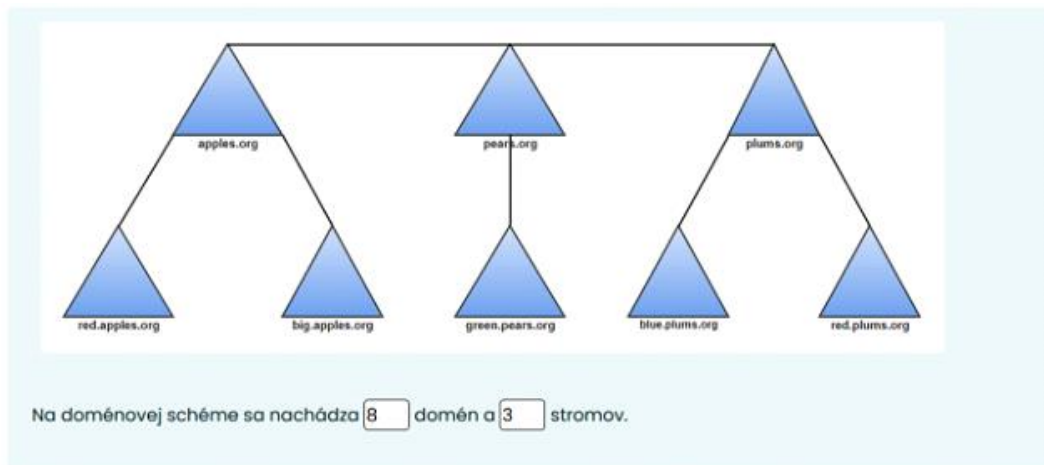 apples.org
pears.org
plums.org
red.apples.org
big.apples.org
green.pears.org
blue.plums.org
red.plums.org
Na doménovej schéme sa nachádza 8 domén a 3 stromov.